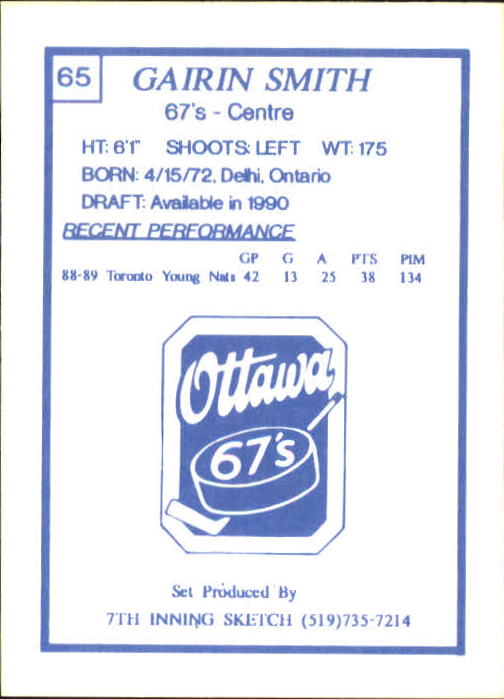 65
GAIRIN SMITH
67's - Centre
HT: 6'1" SHOOTS: LEFT WT: 175
BORN: 4/15/72, Delhi, Ontario
DRAFT: Available in 1990
RECENT PERFORMANCE
GP G A PTS PIM
88-89 Toronto Young Nats 42 13 25 38 134
Ottawa
67's
Set Produced By
7TH INNING SKETCH (519)735-7214